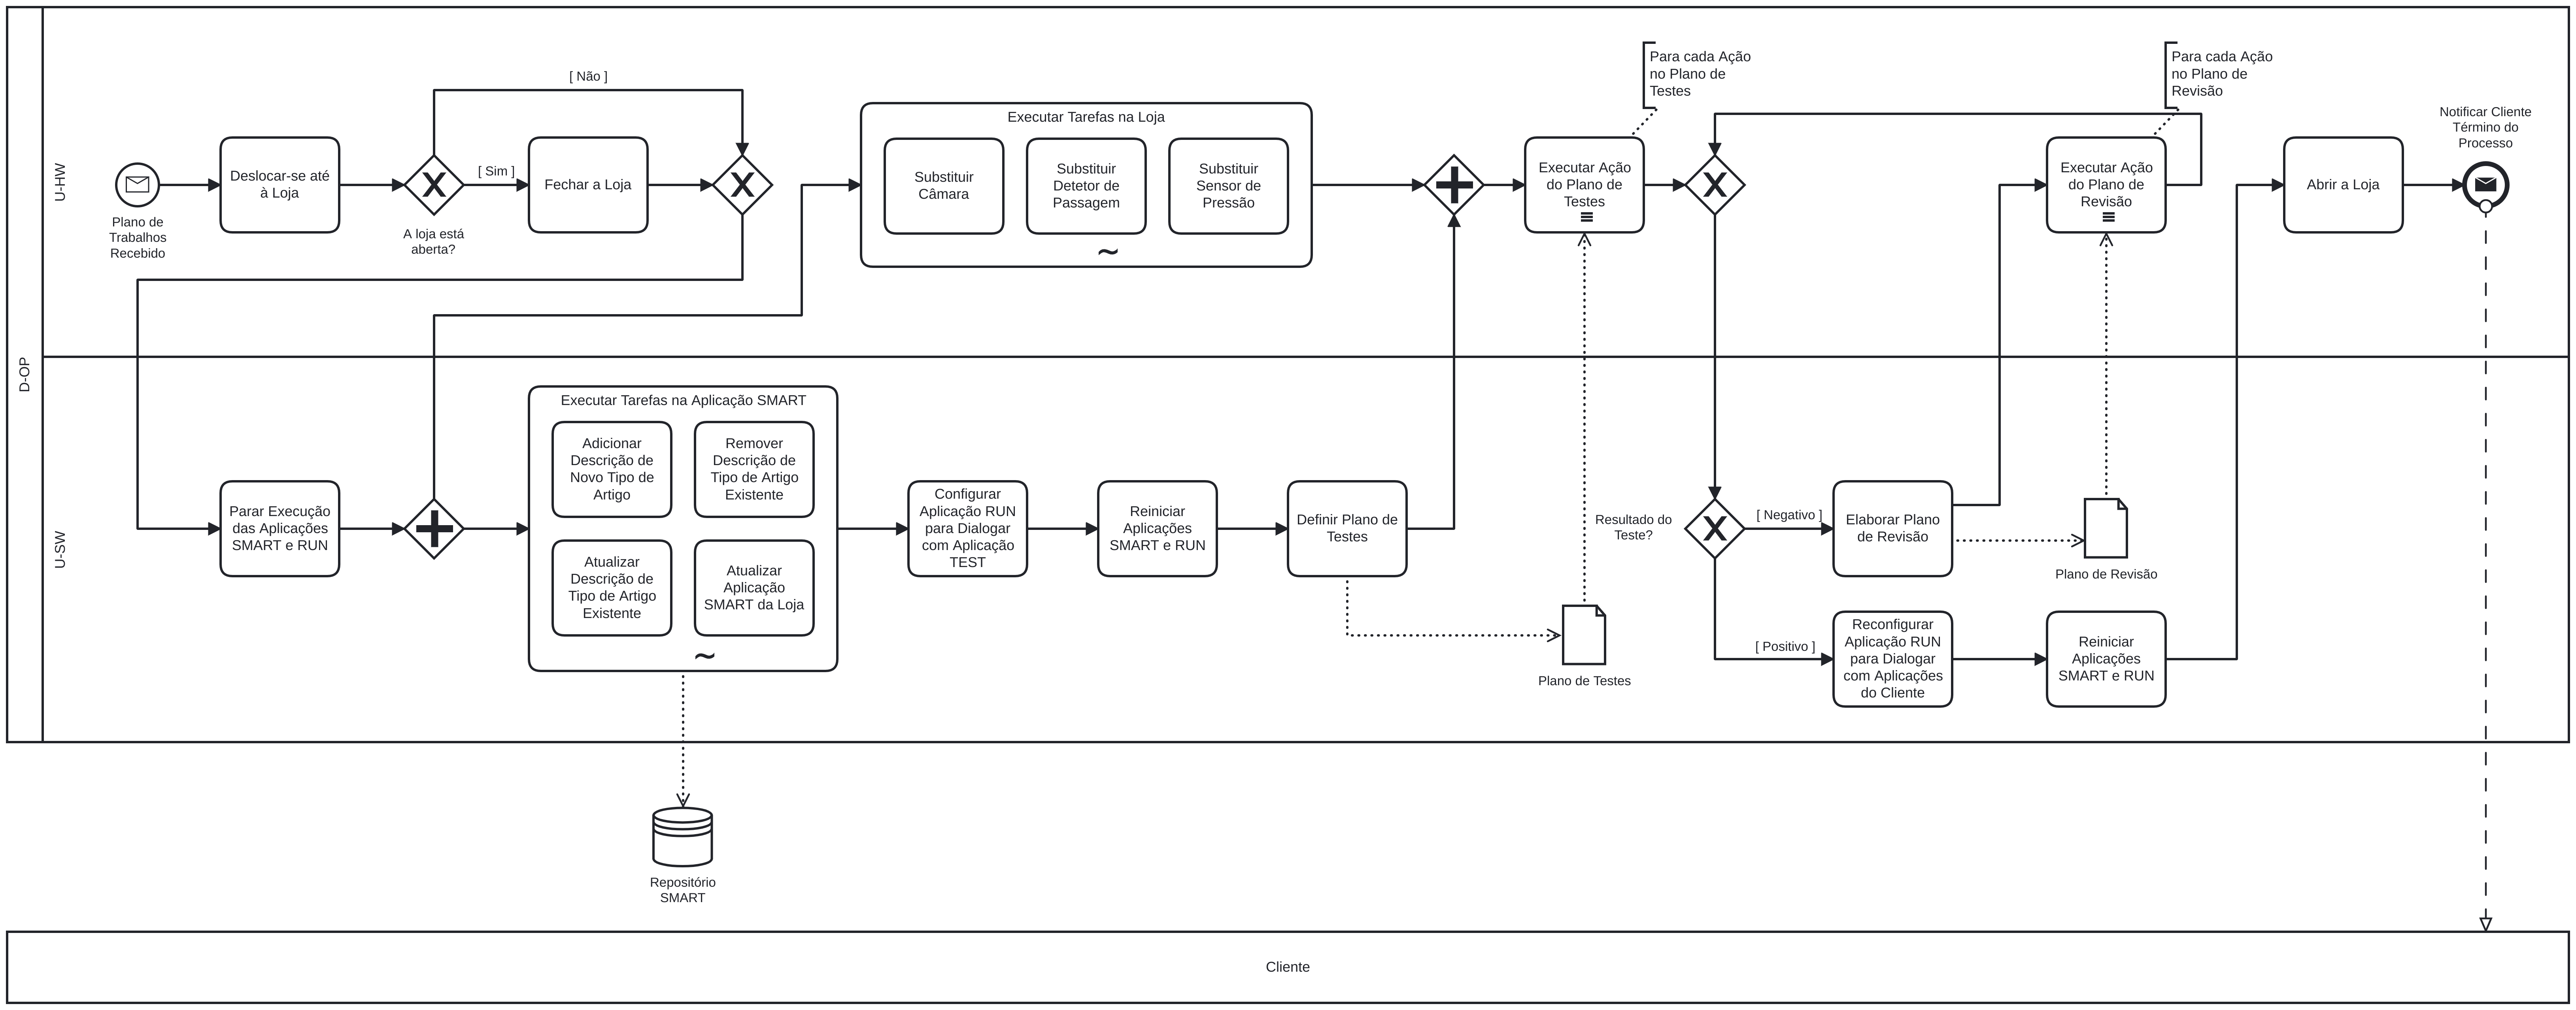 D-OP
U-HW
Plano de
Trabalhos
Recebido
Deslocar-se até
à Loja
A loja está
aberta?
[ Não ]
[ Sim ]
Fechar a Loja
Executar Tarefas na Loja
Substituir
Câmara
Substituir
Detetor de
Passagem
Substituir
Sensor de
Pressão
Executar Ação
do Plano de
Testes
Para cada Ação
no Plano de
Testes
Executar Ação
do Plano de
Revisão
Para cada Ação
no Plano de
Revisão
Abrir a Loja
Notificar Cliente
Término do
Processo
U-SW
Parar Execução
das Aplicações
SMART e RUN
Executar Tarefas na Aplicação SMART
Adicionar
Descrição de
Novo Tipo de
Artigo
Remover
Descrição de
Tipo de Artigo
Existente
Atualizar
Descrição de
Tipo de Artigo
Existente
Atualizar
Aplicação
SMART da Loja
Configurar
Aplicação RUN
para Dialogar
com Aplicação
TEST
Reiniciar
Aplicações
SMART e RUN
Definir Plano de
Testes
Plano de Testes
Resultado do
Teste?
[ Negativo ]
Elaborar Plano
de Revisão
Plano de Revisão
[ Positivo ]
Reconfigurar
Aplicação RUN
para Dialogar
com Aplicações
do Cliente
Reiniciar
Aplicações
SMART e RUN
Repositório
SMART
Cliente